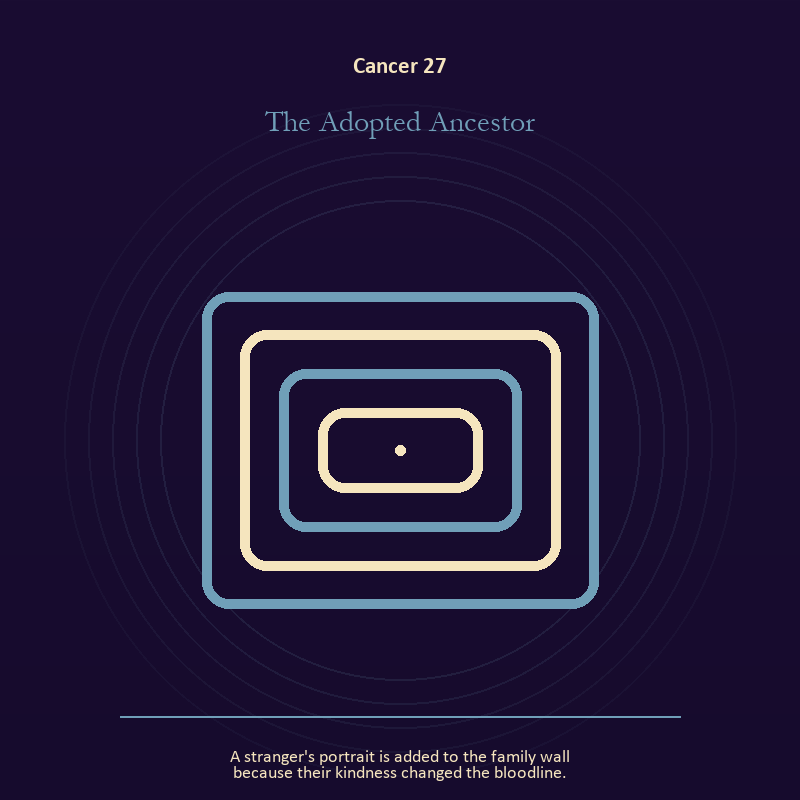 Cancer 27
The Adopted Ancestor
A stranger's portrait is added to the family wall
because their kindness changed the bloodline.